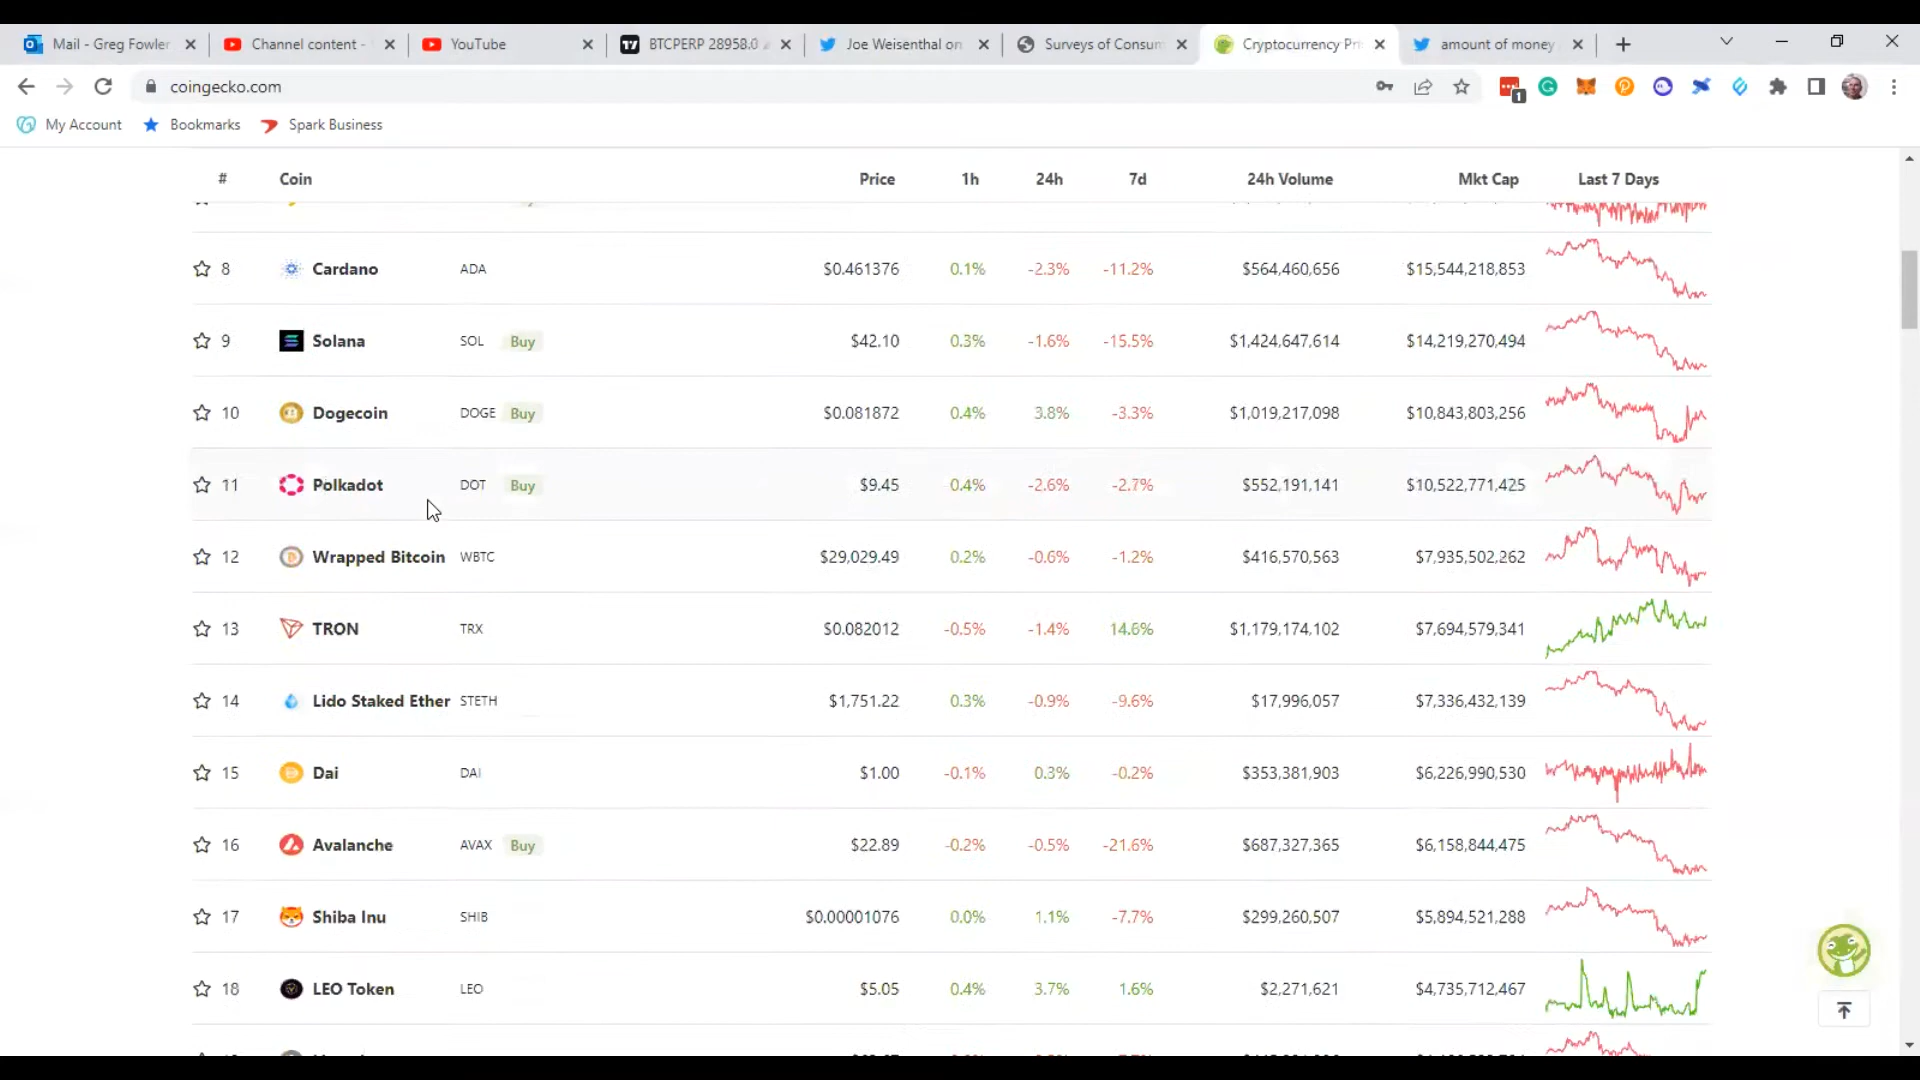 Mail - Greg Fowler
Channel content -
YouTube
BTCPERP 28958.0
Joe Weisenthal on
Surveys of Consum
Cryptocurrency Pri
amount of money
coingecko.com
1
My Account
Bookmarks
Spark Business
# Coin Price 1h 24h 7d 24h Volume Mkt Cap Last 7 Days
8 Cardano ADA $0.461376 0.1% -2.3% -11.2% $564,460,656 $15,544,218,853
9 Solana SOL Buy $42.10 0.3% -1.6% -15.5% $1,424,647,614 $14,219,270,494
10 Dogecoin DOGE Buy $0.081872 0.4% 3.8% -3.3% $1,019,217,098 $10,843,803,256
11 Polkadot DOT Buy $9.45 0.4% -2.6% -2.7% $552,191,141 $10,522,771,425
12 Wrapped Bitcoin WBTC $29,029.49 0.2% -0.6% -1.2% $416,570,563 $7,935,502,262
13 TRON TRX $0.082012 -0.5% -1.4% 14.6% $1,179,174,102 $7,694,579,341
14 Lido Staked Ether STETH $1,751.22 0.3% -0.9% -9.6% $17,996,057 $7,336,432,139
15 Dai DAI $1.00 -0.1% 0.3% -0.2% $353,381,903 $6,226,990,530
16 Avalanche AVAX Buy $22.89 -0.2% -0.5% -21.6% $687,327,365 $6,158,844,475
17 Shiba Inu SHIB $0.00001076 0.0% 1.1% -7.7% $299,260,507 $5,894,521,288
18 LEO Token LEO $5.05 0.4% 3.7% 1.6% $2,271,621 $4,735,712,467